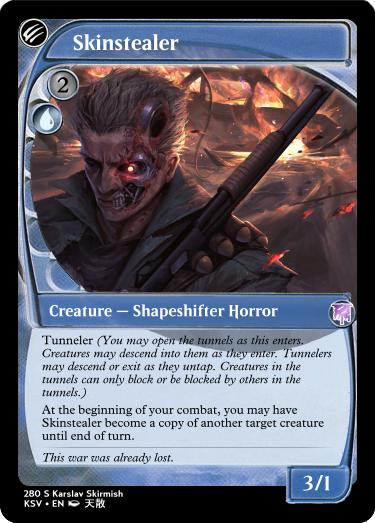 Skinstealer
2
Creature — Shapeshifter Horror
Tunneler (You may open the tunnels as this enters.
Creatures may descend into them as they enter. Tunnelers
may descend or exit as they untap. Creatures in the
tunnels can only block or be blocked by others in the
tunnels.)
At the beginning of your combat, you may have
Skinstealer become a copy of another target creature
until end of turn.
This war was already lost.
3/1
280 S Karslav Skirmish
KSV • EN 天散